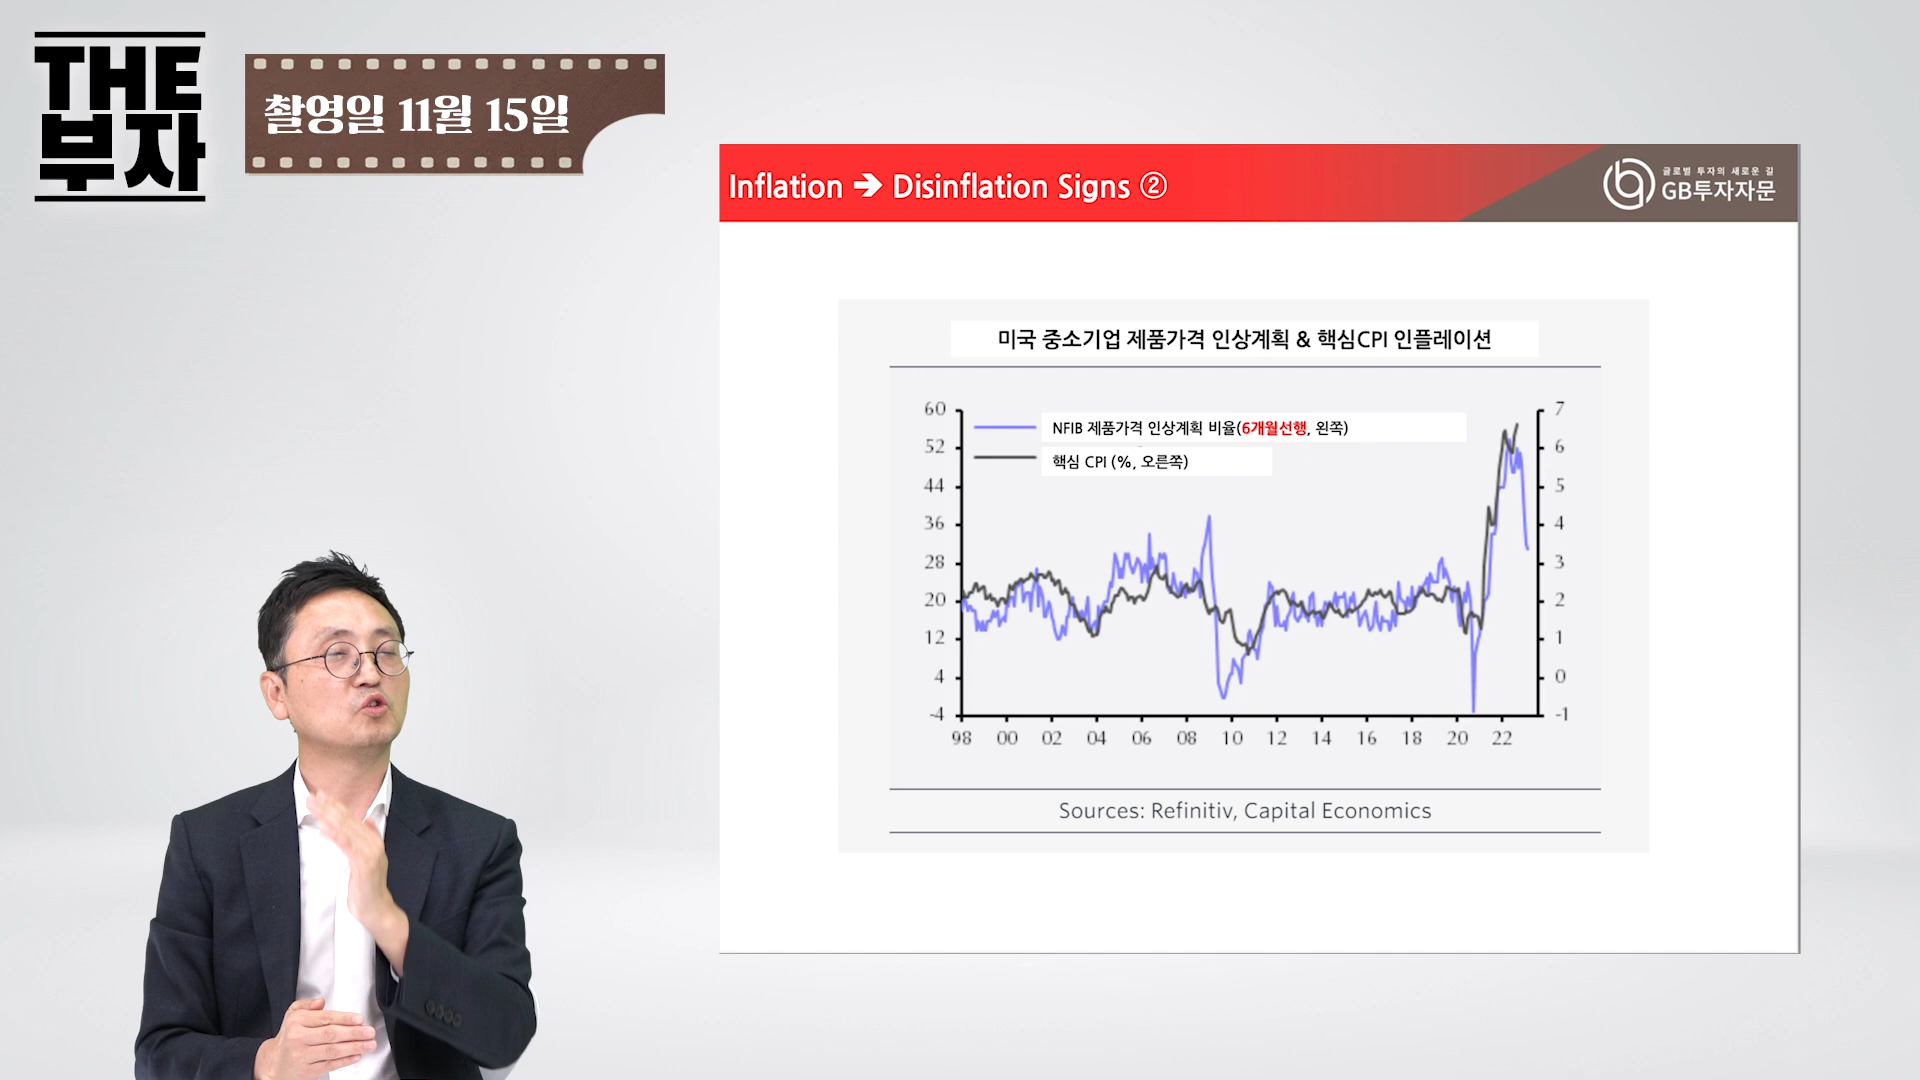 THE
부자
촬영일 11월 15일
Inflation ➔ Disinflation Signs ②
글로벌 투자의 새로운 길
GB투자자문
미국 중소기업 제품가격 인상계획 & 핵심CPI 인플레이션
NFIB 제품가격 인상계획 비율(6개월선행, 왼쪽)
핵심 CPI (%, 오른쪽)
60
52
44
36
28
20
12
4
-4
7
6
5
4
3
2
1
0
-1
98 00 02 04 06 08 10 12 14 16 18 20 22
Sources: Refinitiv, Capital Economics